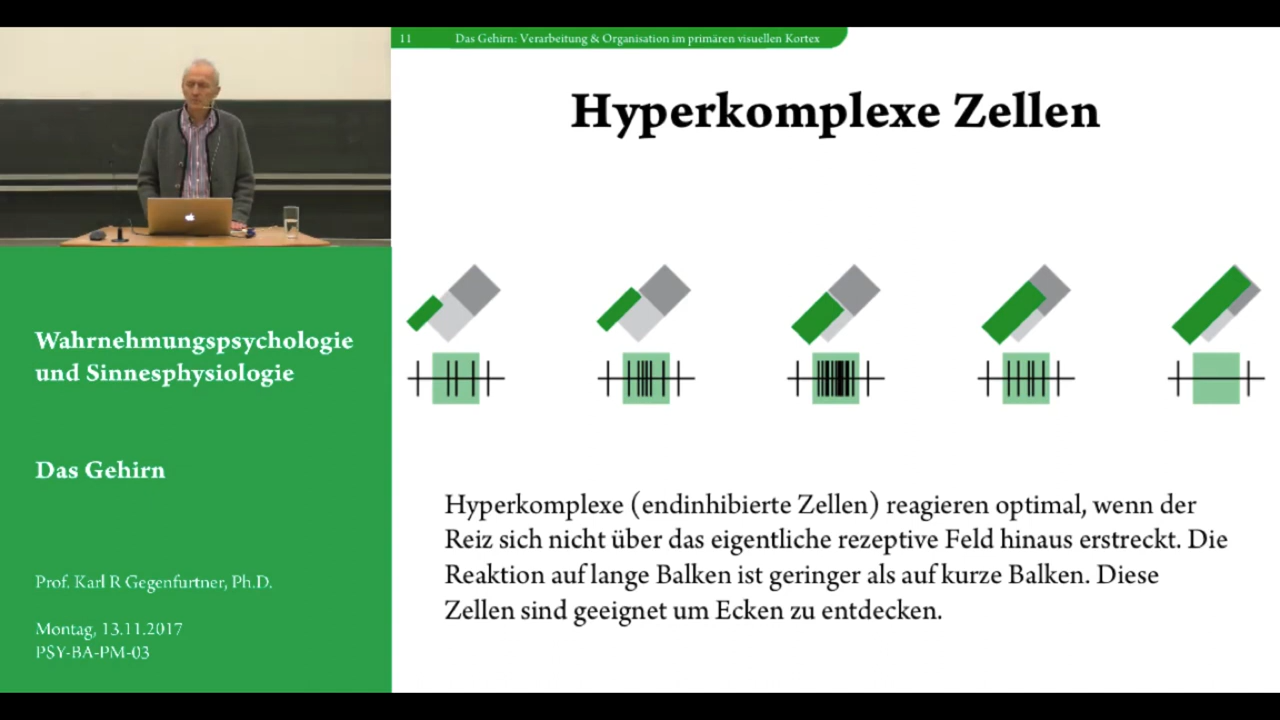 11 Das Gehirn: Verarbeitung & Organisation im primären visuellen Kortex
Hyperkomplexe Zellen
Wahrnehmungspsychologie
und Sinnesphysiologie
Das Gehirn
Prof. Karl R Gegenfurtner, Ph.D.
Montag, 13.11.2017
PSY-BA-PM-03
Hyperkomplexe (endinhibierte Zellen) reagieren optimal, wenn der
Reiz sich nicht über das eigentliche rezeptive Feld hinaus erstreckt. Die
Reaktion auf lange Balken ist geringer als auf kurze Balken. Diese
Zellen sind geeignet um Ecken zu entdecken.